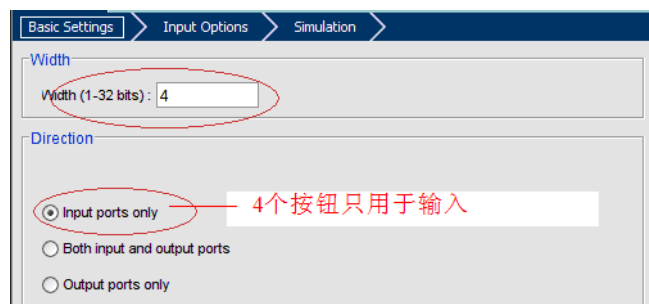 Basic Settings Input Options Simulation
Width
Width (1-32 bits) : 4
Direction
Input ports only 4个按钮只用于输入
Both input and output ports
Output ports only